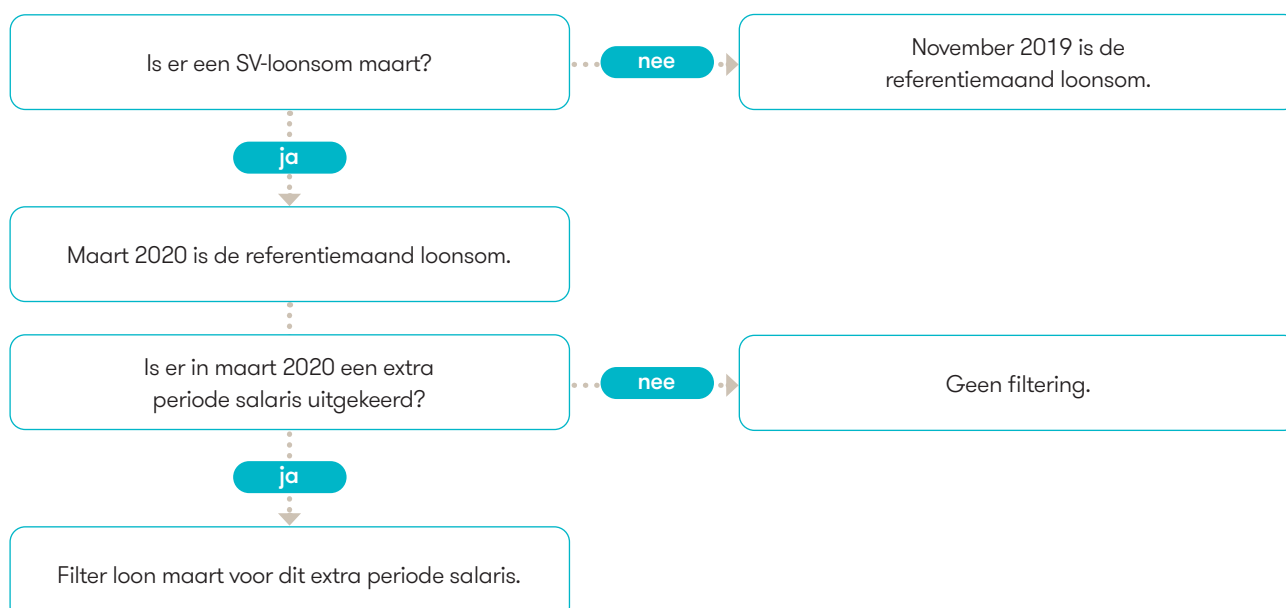 Is er een SV-loonsom maart?
nee
November 2019 is de
referentiemaand loonsom.
ja
Maart 2020 is de referentiemaand loonsom.
Is er in maart 2020 een extra
periode salaris uitgekeerd?
nee
Geen filtering.
ja
Filter loon maart voor dit extra periode salaris.